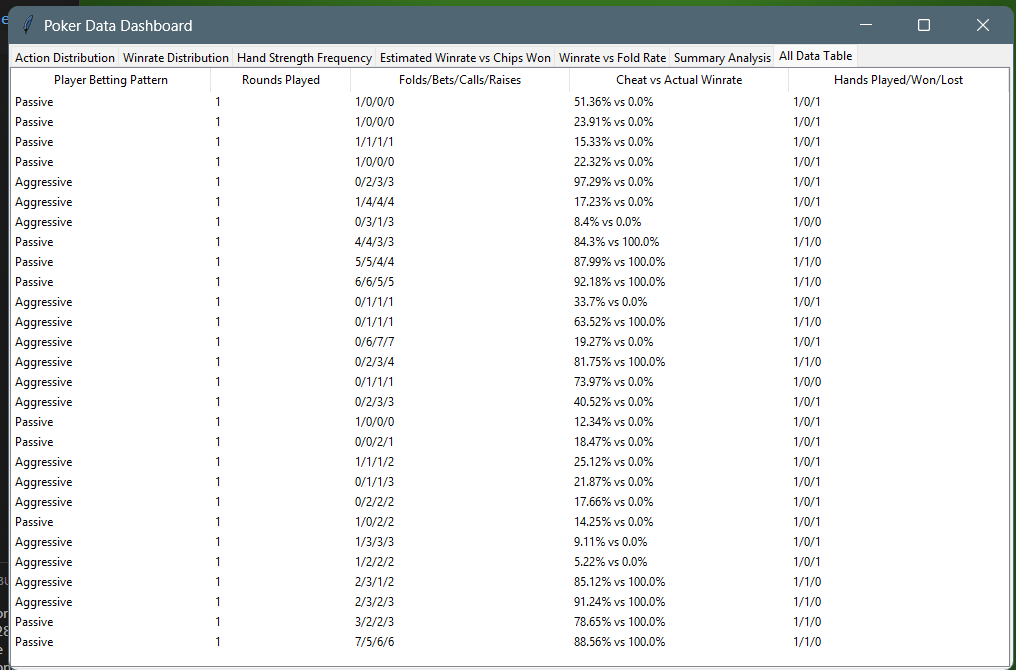 Poker Data Dashboard
Action Distribution Winrate Distribution Hand Strength Frequency Estimated Winrate vs Chips Won Winrate vs Fold Rate Summary Analysis All Data Table
Player Betting Pattern Rounds Played Folds/Bets/Calls/Raises Cheat vs Actual Winrate Hands Played/Won/Lost
Passive 1 1/0/0/0 51.36% vs 0.0% 1/0/1
Passive 1 1/0/0/0 23.91% vs 0.0% 1/0/1
Passive 1 1/1/1/1 15.33% vs 0.0% 1/0/1
Passive 1 1/0/0/0 22.32% vs 0.0% 1/0/1
Aggressive 1 0/2/3/3 97.29% vs 0.0% 1/0/1
Aggressive 1 1/4/4/4 17.23% vs 0.0% 1/0/1
Aggressive 1 0/3/1/3 8.4% vs 0.0% 1/0/0
Passive 1 4/4/3/3 84.3% vs 100.0% 1/1/0
Passive 1 5/5/4/4 87.99% vs 100.0% 1/1/0
Passive 1 6/6/5/5 92.18% vs 100.0% 1/1/0
Aggressive 1 0/1/1/1 33.7% vs 0.0% 1/0/1
Aggressive 1 0/1/1/1 63.52% vs 100.0% 1/1/0
Aggressive 1 0/6/7/7 19.27% vs 0.0% 1/0/1
Aggressive 1 0/2/3/4 81.75% vs 100.0% 1/1/0
Aggressive 1 0/1/1/1 73.97% vs 0.0% 1/0/0
Aggressive 1 0/2/3/3 40.52% vs 0.0% 1/0/1
Passive 1 1/0/0/0 12.34% vs 0.0% 1/0/1
Passive 1 0/0/2/1 18.47% vs 0.0% 1/0/1
Aggressive 1 1/1/1/2 25.12% vs 0.0% 1/0/1
Aggressive 1 0/1/1/3 21.87% vs 0.0% 1/0/1
Aggressive 1 0/2/2/2 17.66% vs 0.0% 1/0/1
Passive 1 1/0/2/2 14.25% vs 0.0% 1/0/1
Aggressive 1 1/3/3/3 9.11% vs 0.0% 1/0/1
Aggressive 1 1/2/2/2 5.22% vs 0.0% 1/0/1
Aggressive 1 2/3/1/2 85.12% vs 100.0% 1/1/0
Aggressive 1 2/3/2/3 91.24% vs 100.0% 1/1/0
Passive 1 3/2/2/3 78.65% vs 100.0% 1/1/0
Passive 1 7/5/6/6 88.56% vs 100.0% 1/1/0